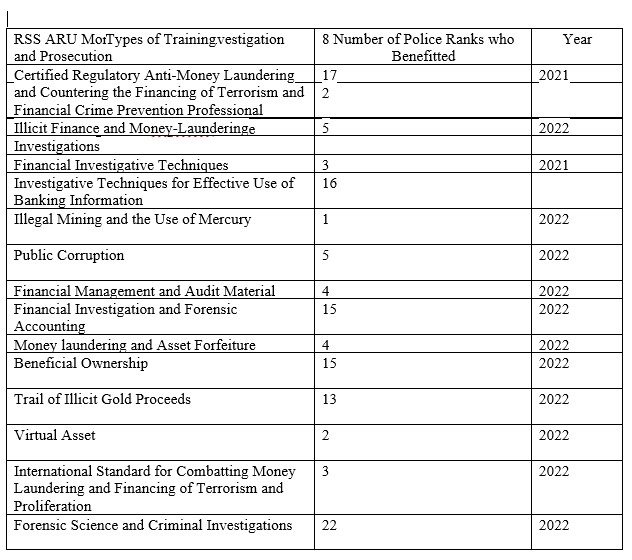 RSS ARU MorTypes of Trainingvestigation 8 Number of Police Ranks who Year
and Prosecution Benefitted
Certified Regulatory Anti-Money Laundering 17 2021
and Countering the Financing of Terrorism and 2
Financial Crime Prevention Professional
Illicit Finance and Money-Launderinge 5 2022
Investigations
Financial Investigative Techniques 3 2021
Investigative Techniques for Effective Use of 16
Banking Information
Illegal Mining and the Use of Mercury 1 2022
Public Corruption 5 2022
Financial Management and Audit Material 4 2022
Financial Investigation and Forensic 15 2022
Accounting
Money laundering and Asset Forfeiture 4 2022
Beneficial Ownership 15 2022
Trail of Illicit Gold Proceeds 13 2022
Virtual Asset 2 2022
International Standard for Combatting Money 3 2022
Laundering and Financing of Terrorism and
Proliferation
Forensic Science and Criminal Investigations 22 2022